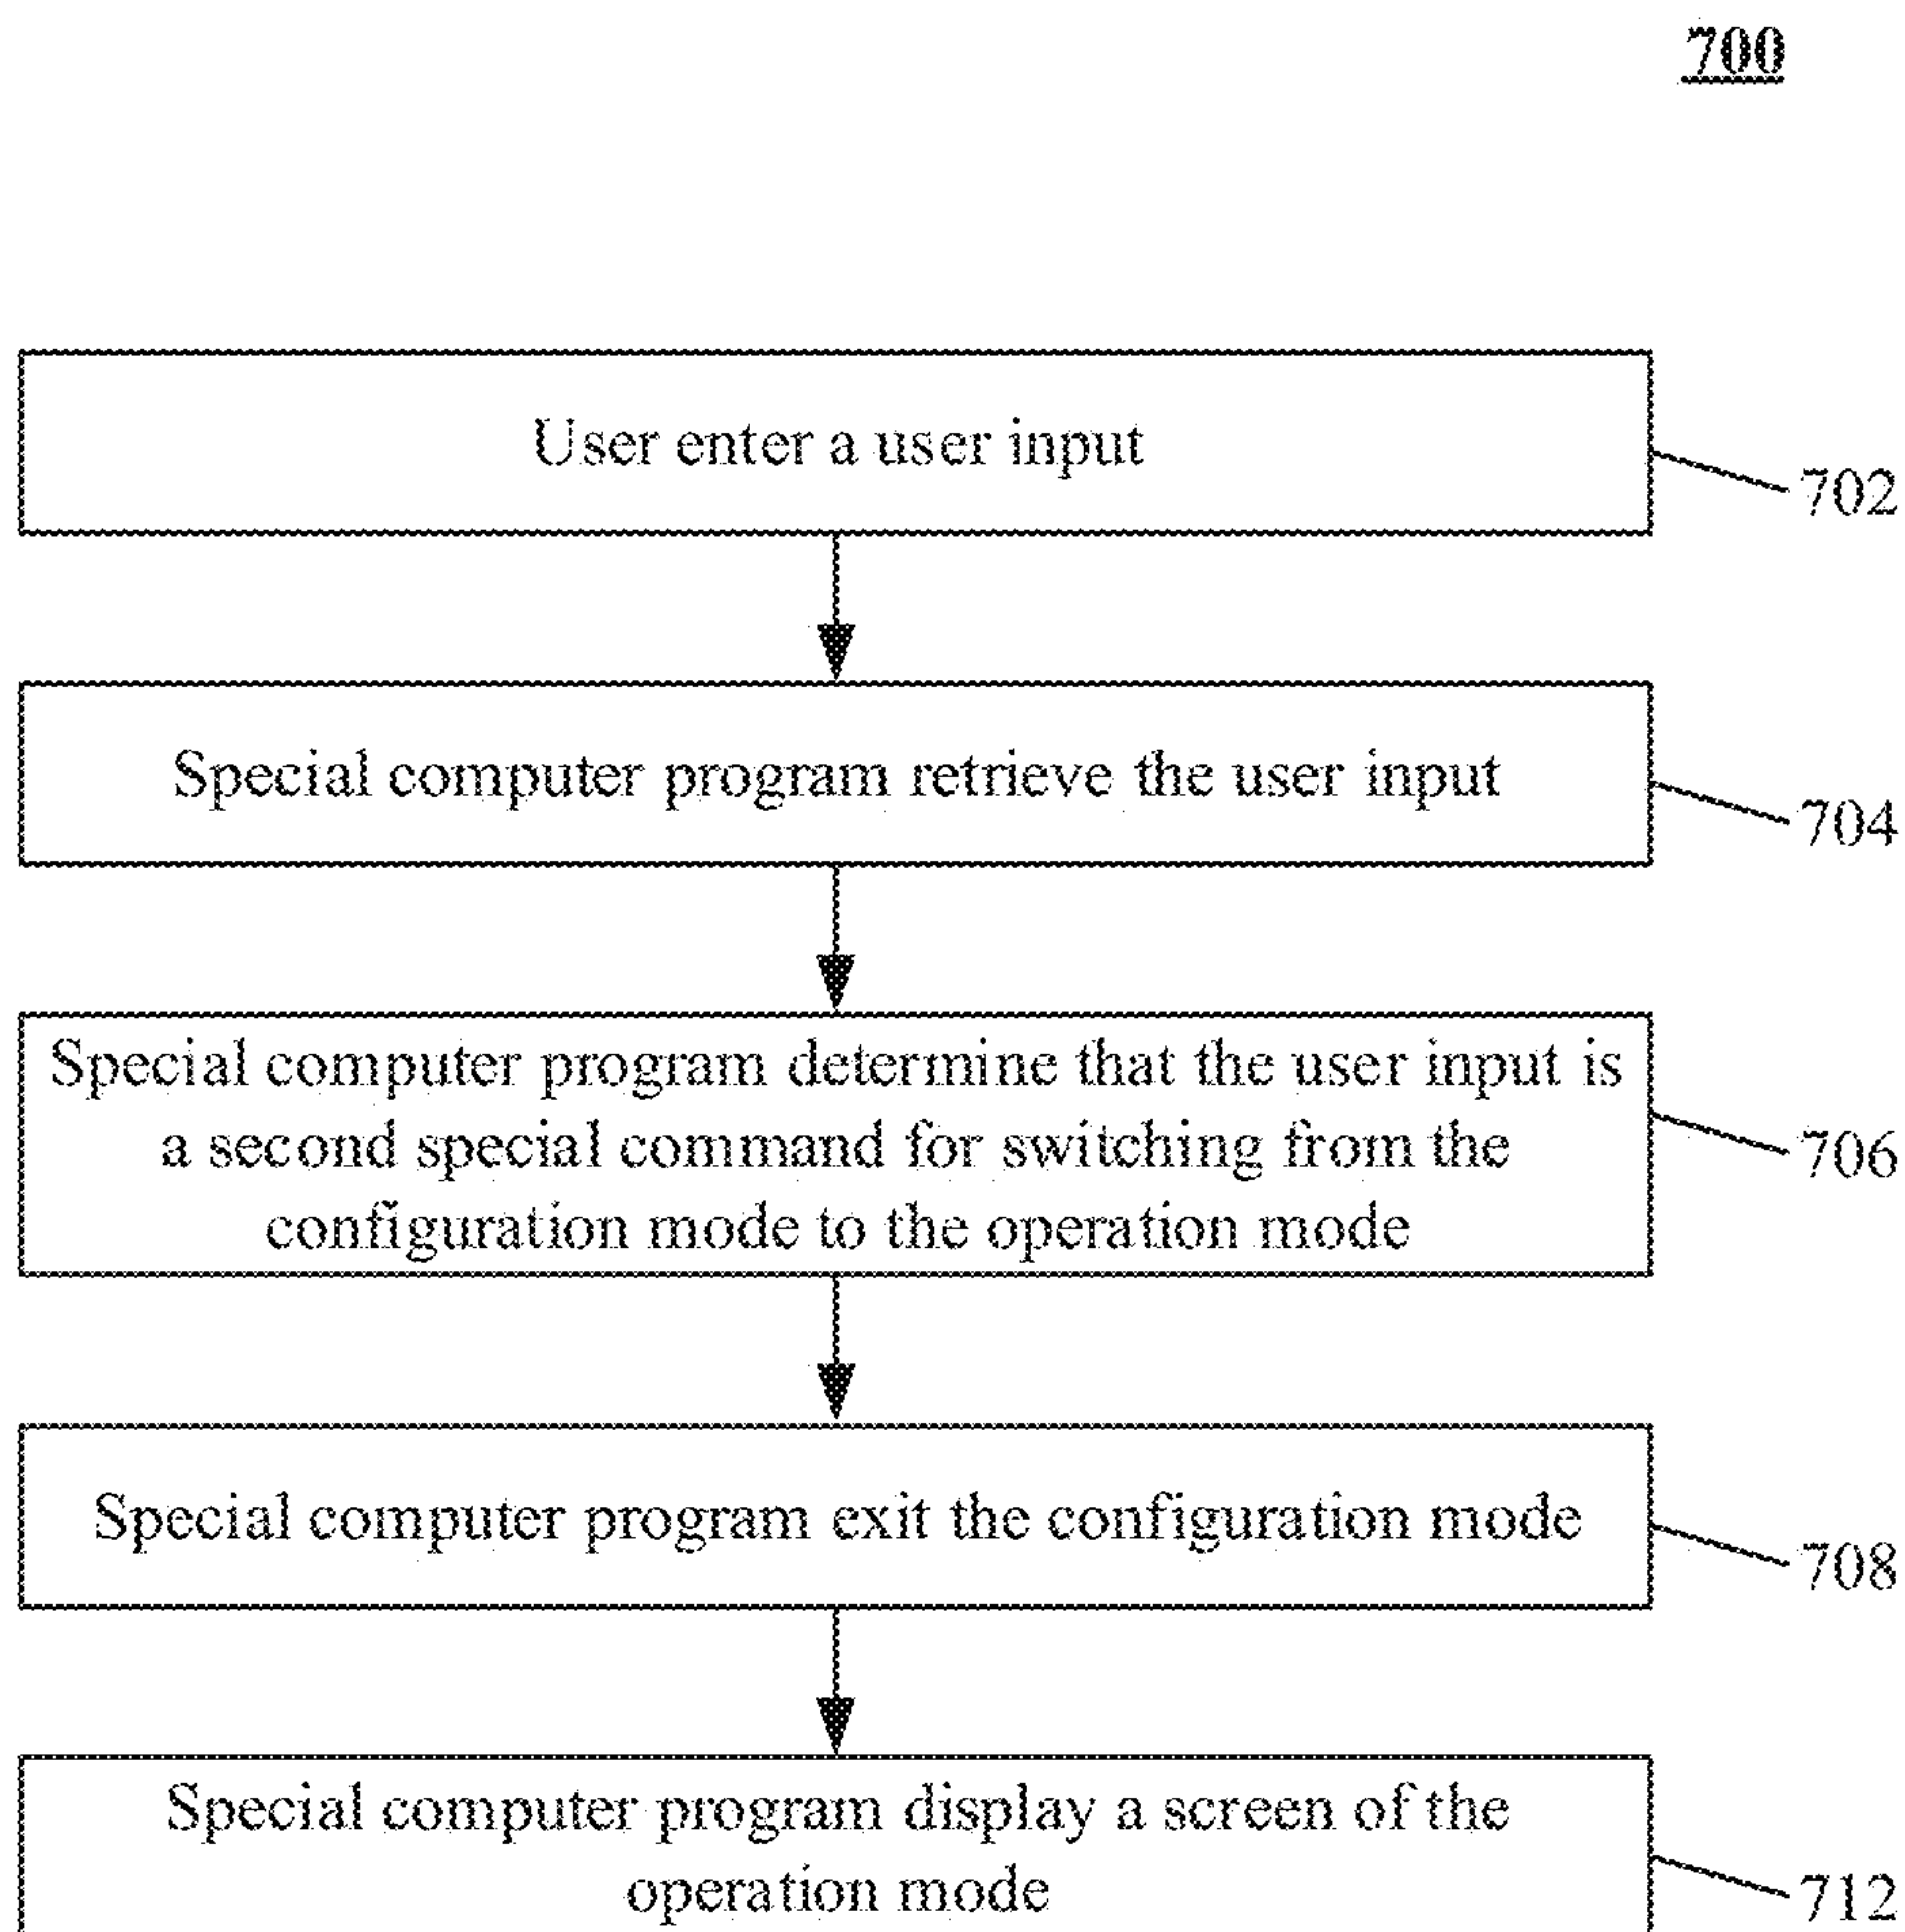 700
User enter a user input
702
Special computer program retrieve the user input
704
Special computer program determine that the user input is
a second special command for switching from the
configuration mode to the operation mode
706
Special computer program exit the configuration mode
708
Special computer program display a screen of the
operation mode
712